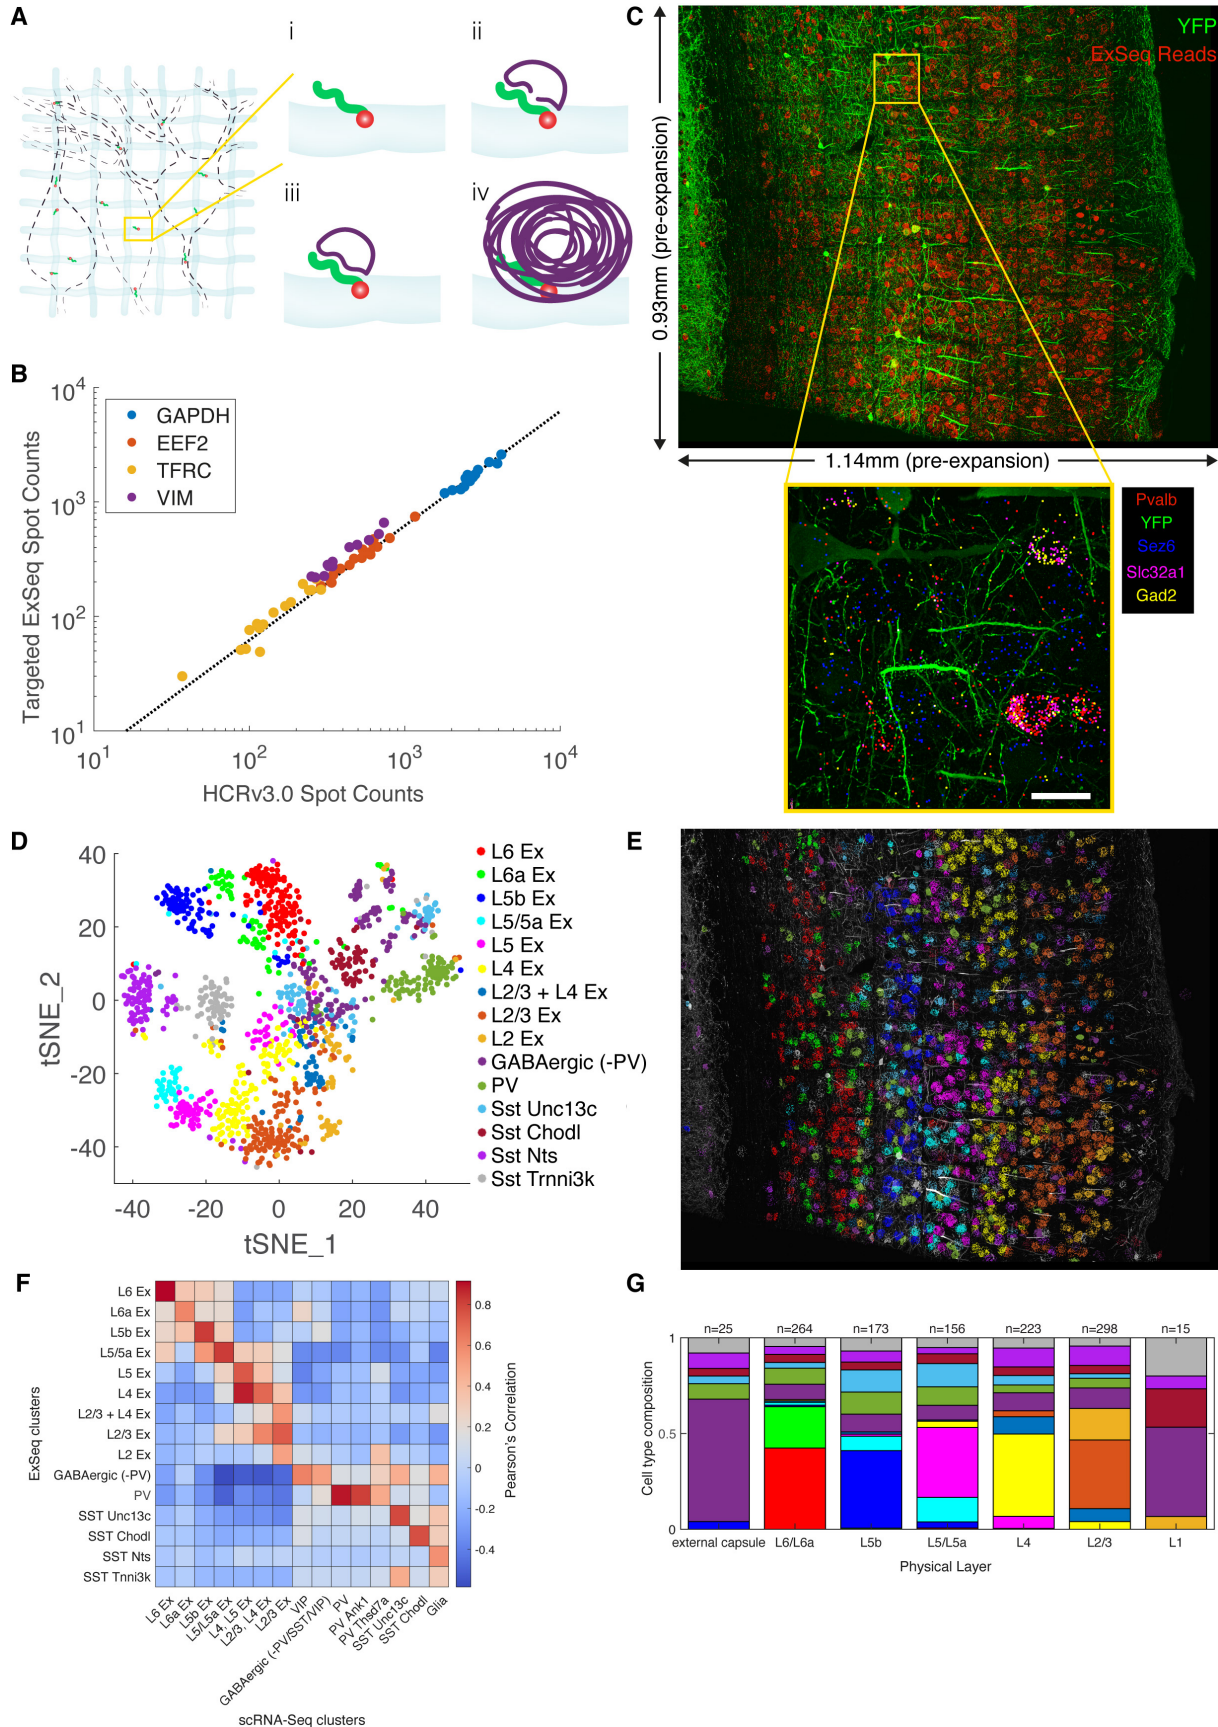 A
i
ii
iii
iv
B
Targeted ExSeq Spot Counts
10^4
10^3
10^2
10^1
GAPDH
EEF2
TFRC
VIM
10^1
10^2
10^3
10^4
HCRv3.0 Spot Counts
C
YFP
ExSeq Reads
0.93mm (pre-expansion)
1.14mm (pre-expansion)
Pvalb
YFP
Sez6
Slc32a1
Gad2
D
tSNE_2
40
20
0
-20
-40
-40
-20
0
20
40
tSNE_1
L6 Ex
L6a Ex
L5b Ex
L5/5a Ex
L5 Ex
L4 Ex
L2/3 + L4 Ex
L2/3 Ex
L2 Ex
GABAergic (-PV)
PV
Sst Unc13c
Sst Chodl
Sst Nts
Sst Trnni3k
E
F
ExSeq clusters
L6 Ex
L6a Ex
L5b Ex
L5/5a Ex
L5 Ex
L4 Ex
L2/3 + L4 Ex
L2/3 Ex
L2 Ex
GABAergic (-PV)
PV
SST Unc13c
SST Chodl
SST Nts
SST Tnni3k
L6 Ex
L6a Ex
L5b Ex
L5/L5a Ex
L4, L5 Ex
L2/3, L4 Ex
L2/3 Ex
VIP
GABAergic (-PV/SST/VIP)
PV
PV Ank1
PV Thsd7a
SST Unc13c
SST Chodl
Glia
scRNA-Seq clusters
0.8
0.6
0.4
0.2
0
-0.2
-0.4
Pearson's Correlation
G
Cell type composition
1
0.5
0
n=25
n=264
n=173
n=156
n=223
n=298
n=15
external capsule
L6/L6a
L5b
L5/L5a
L4
L2/3
L1
Physical Layer